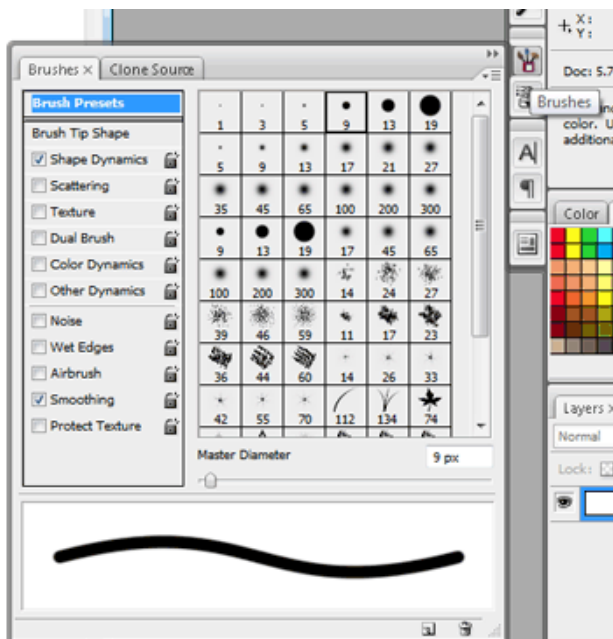 X:
Y:
Brushes × Clone Source
Doc: 5.7
Brushes
color. U
additiona
Brush Presets
Brush Tip Shape
Shape Dynamics
Scattering
Texture
Dual Brush
Color Dynamics
Other Dynamics
Noise
Wet Edges
Airbrush
Smoothing
Protect Texture
1 3 5 9 13 19
5 9 13 17 21 27
35 45 65 100 200 300
9 13 19 17 45 65
100 200 300 14 24 27
39 46 59 11 17 23
36 44 60 14 26 33
42 55 70 112 134 74
Master Diameter 9 px
A
Color
Layers ×
Normal
Lock: